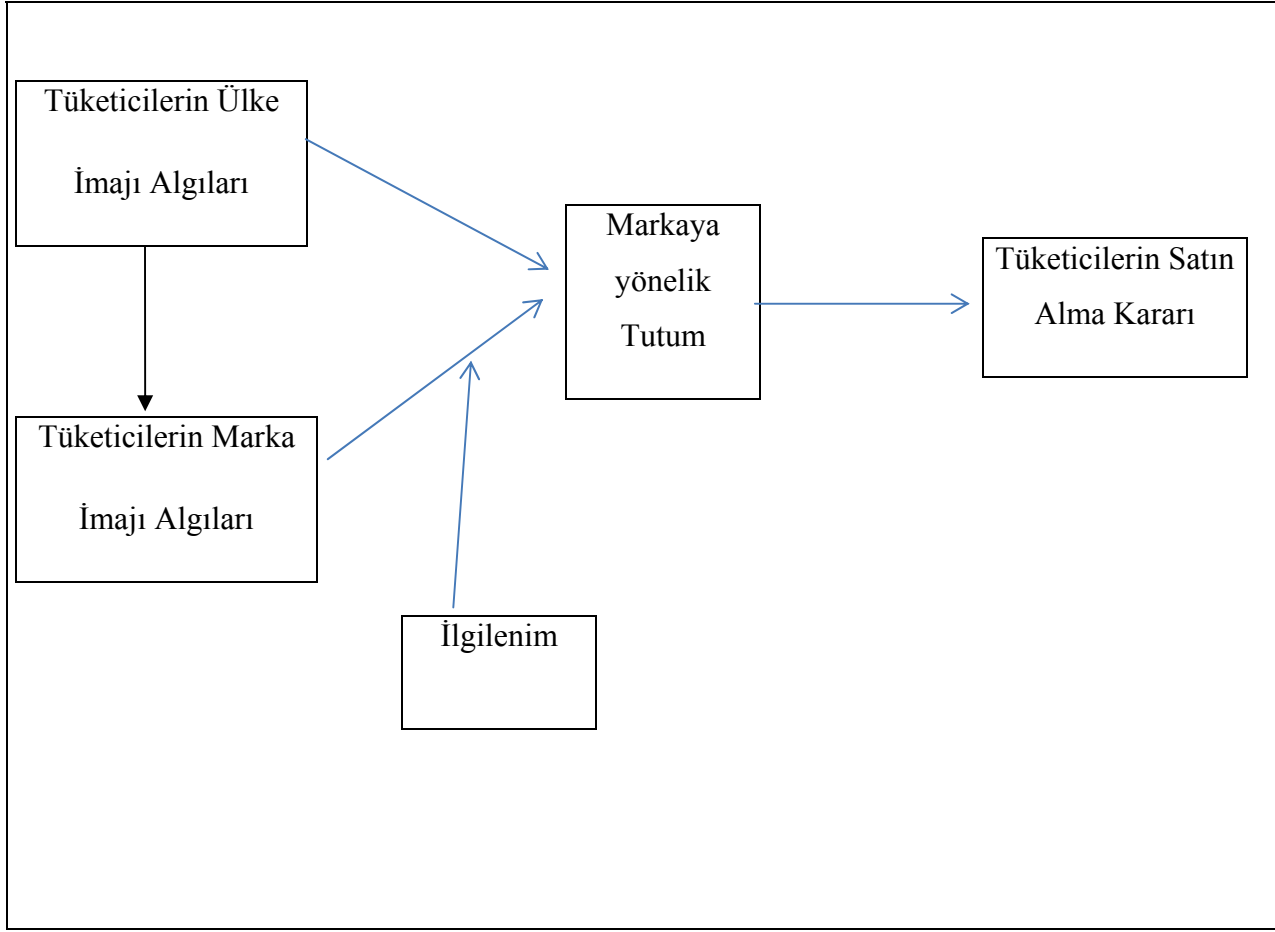 Tüketicilerin Ülke
İmajı Algıları
Markaya
yönelik
Tutum
Tüketicilerin Satın
Alma Kararı
Tüketicilerin Marka
İmajı Algıları
İlgilenim